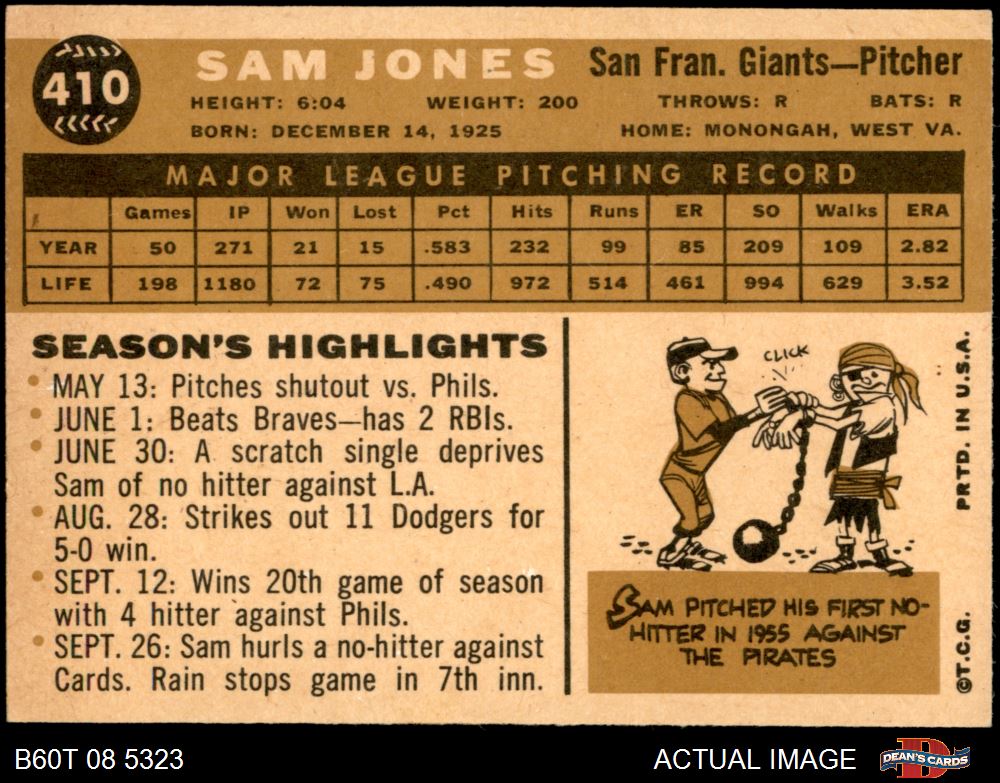 410
SAM JONES San Fran. Giants—Pitcher
HEIGHT: 6:04 WEIGHT: 200 THROWS: R BATS: R
BORN: DECEMBER 14, 1925 HOME: MONONGAH, WEST VA.
MAJOR LEAGUE PITCHING RECORD
Games IP Won Lost Pct Hits Runs ER SO Walks ERA
YEAR 50 271 21 15 .583 232 99 85 209 109 2.82
LIFE 198 1180 72 75 .490 972 514 461 994 629 3.52
SEASON'S HIGHLIGHTS
• MAY 13: Pitches shutout vs. Phils.
• JUNE 1: Beats Braves—has 2 RBIs.
• JUNE 30: A scratch single deprives
Sam of no hitter against L.A.
• AUG. 28: Strikes out 11 Dodgers for
5-0 win.
• SEPT. 12: Wins 20th game of season
with 4 hitter against Phils.
• SEPT. 26: Sam hurls a no-hitter against
Cards. Rain stops game in 7th inn.
CLICK
SAM PITCHED HIS FIRST NO-
HITTER IN 1955 AGAINST
THE PIRATES
PRTD. IN U.S.A.
©T.C.G.
B60T 08 5323 ACTUAL IMAGE D DEAN'S CARDS